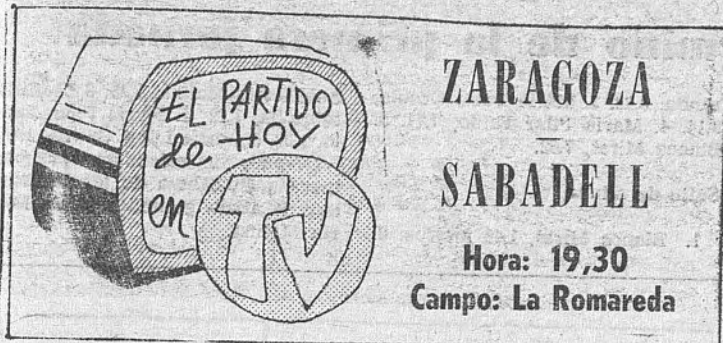 EL PARTIDO
de HOY
en TV
ZARAGOZA
—
SABADELL
Hora: 19,30
Campo: La Romareda